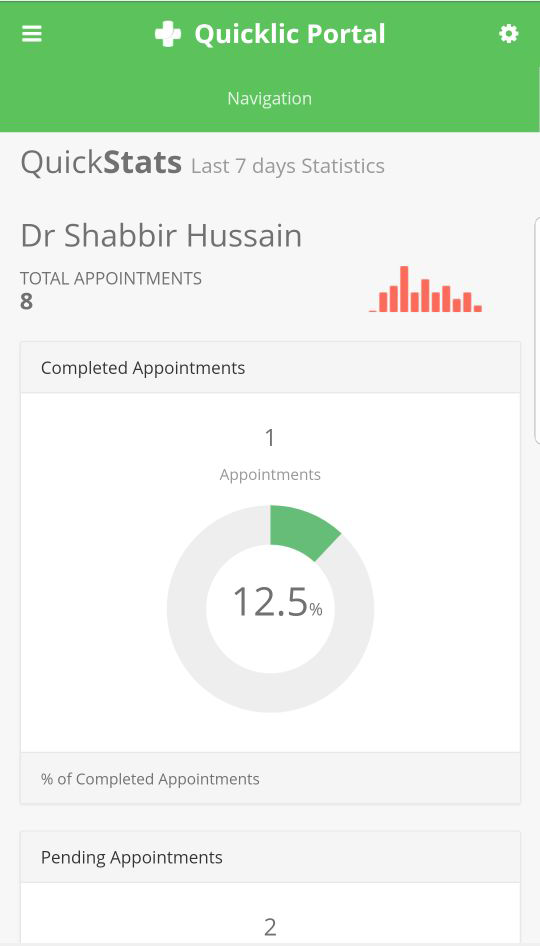 Quicklic Portal
Navigation
QuickStats Last 7 days Statistics
Dr Shabbir Hussain
TOTAL APPOINTMENTS
8
Completed Appointments
1
Appointments
12.5%
% of Completed Appointments
Pending Appointments
2